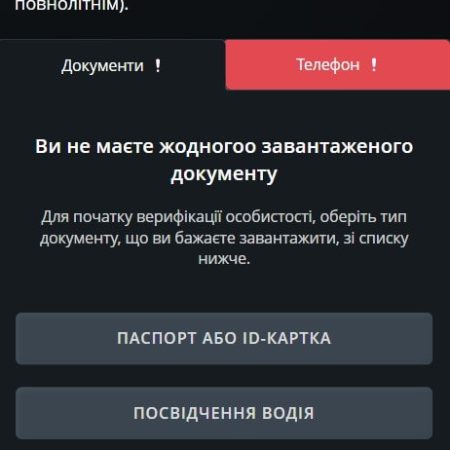 повнолітнім).
Документи !
Телефон !
Ви не маєте жодногоо завантаженого
документу
Для початку верифікації особистості, оберіть тип
документу, що ви бажаєте завантажити, зі списку
нижче.
ПАСПОРТ АБО ID-КАРТКА
ПОСВІДЧЕННЯ ВОДІЯ